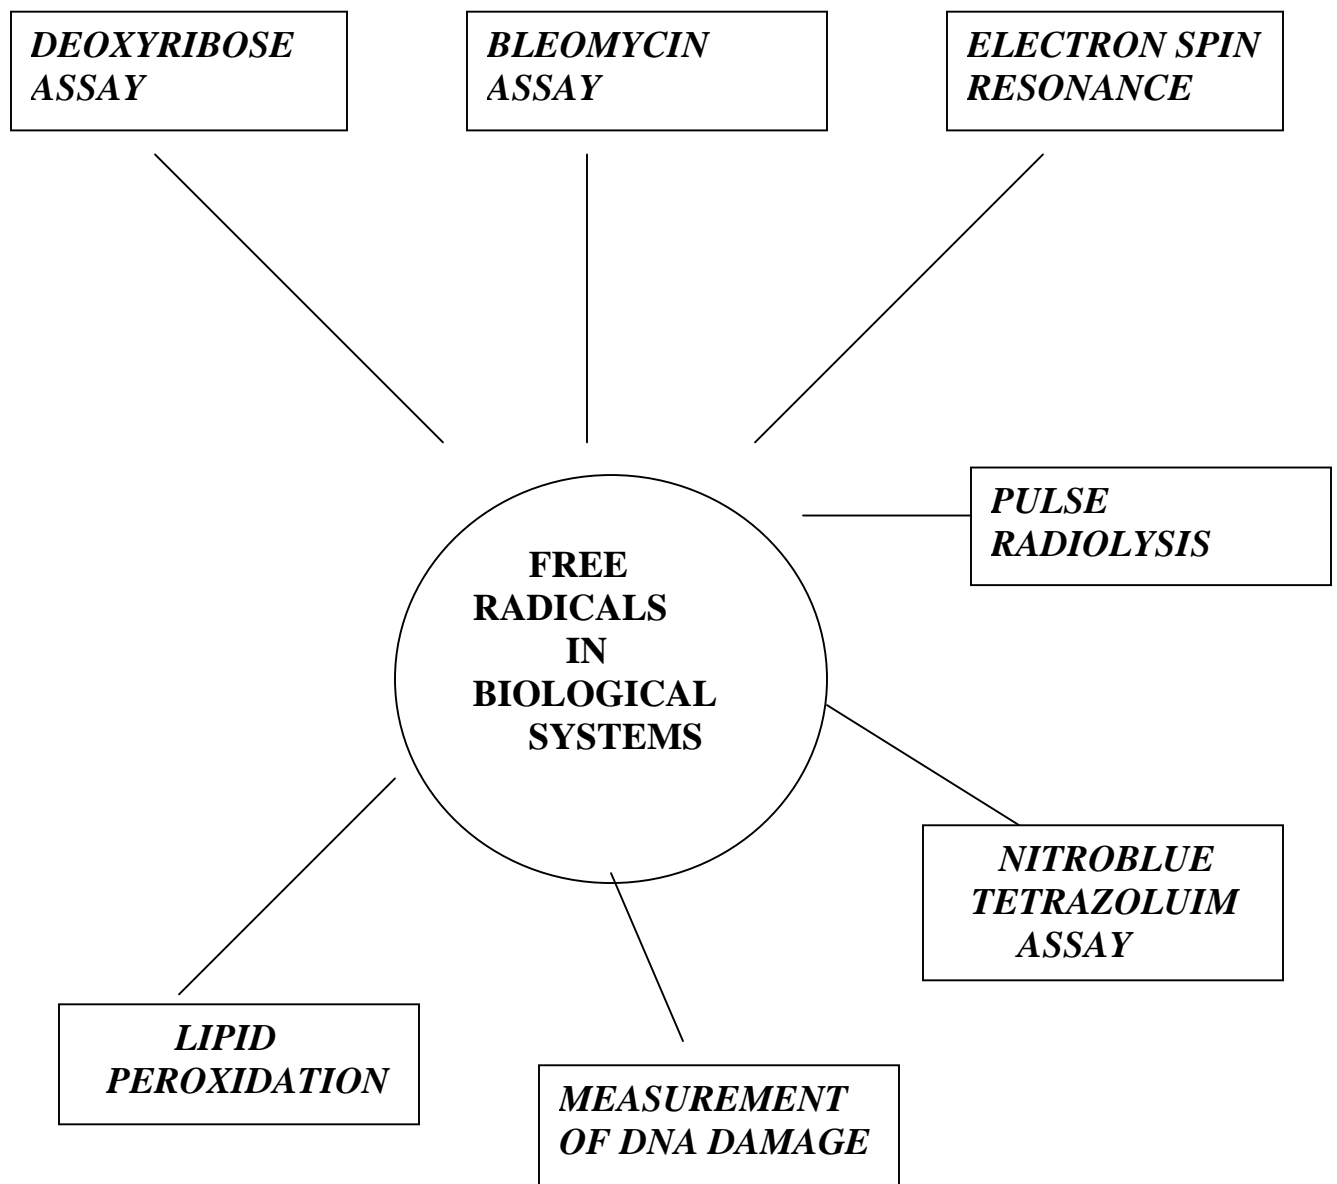 DEOXYRIBOSE
ASSAY
BLEOMYCIN
ASSAY
ELECTRON SPIN
RESONANCE
PULSE
RADIOLYSIS
FREE
RADICALS
IN
BIOLOGICAL
SYSTEMS
NITROBLUE
TETRAZOLUIM
ASSAY
LIPID
PEROXIDATION
MEASUREMENT
OF DNA DAMAGE